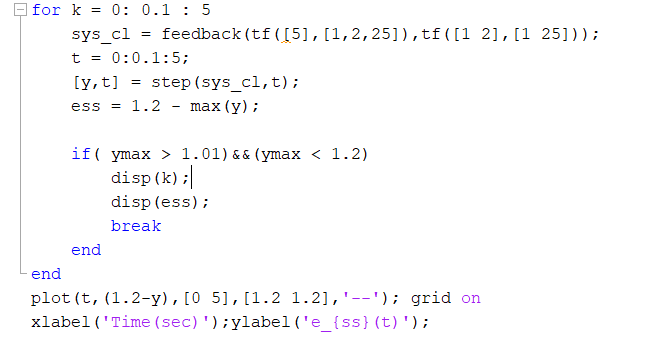 for k = 0: 0.1 : 5
sys_cl = feedback(tf([5],[1,2,25]),tf([1 2],[1 25]));
t = 0:0.1:5;
[y,t] = step(sys_cl,t);
ess = 1.2 - max(y);
if( ymax > 1.01)&&(ymax < 1.2)
disp(k);
disp(ess);
break
end
end
plot(t,(1.2-y),[0 5],[1.2 1.2],'--'); grid on
xlabel('Time(sec)');ylabel('e_{ss}(t)');